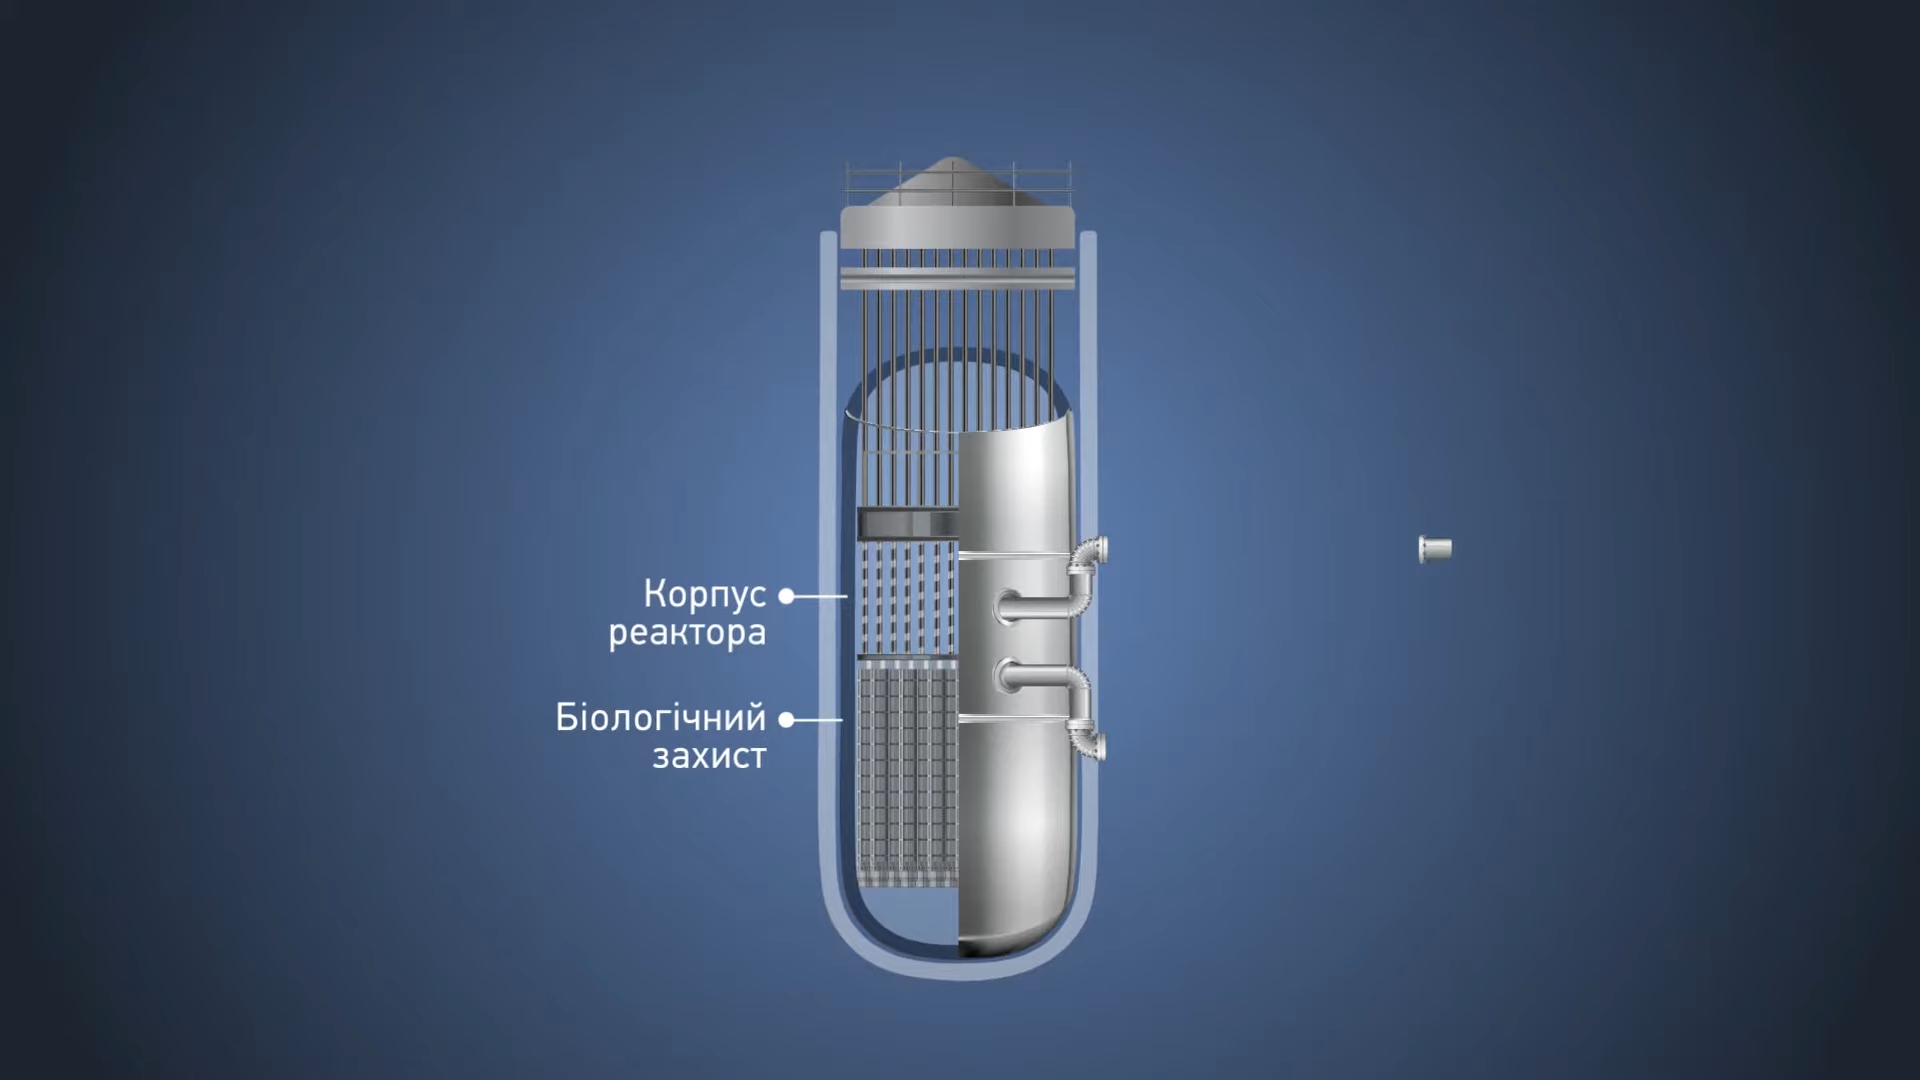 Корпус
реактора
Біологічний
захист